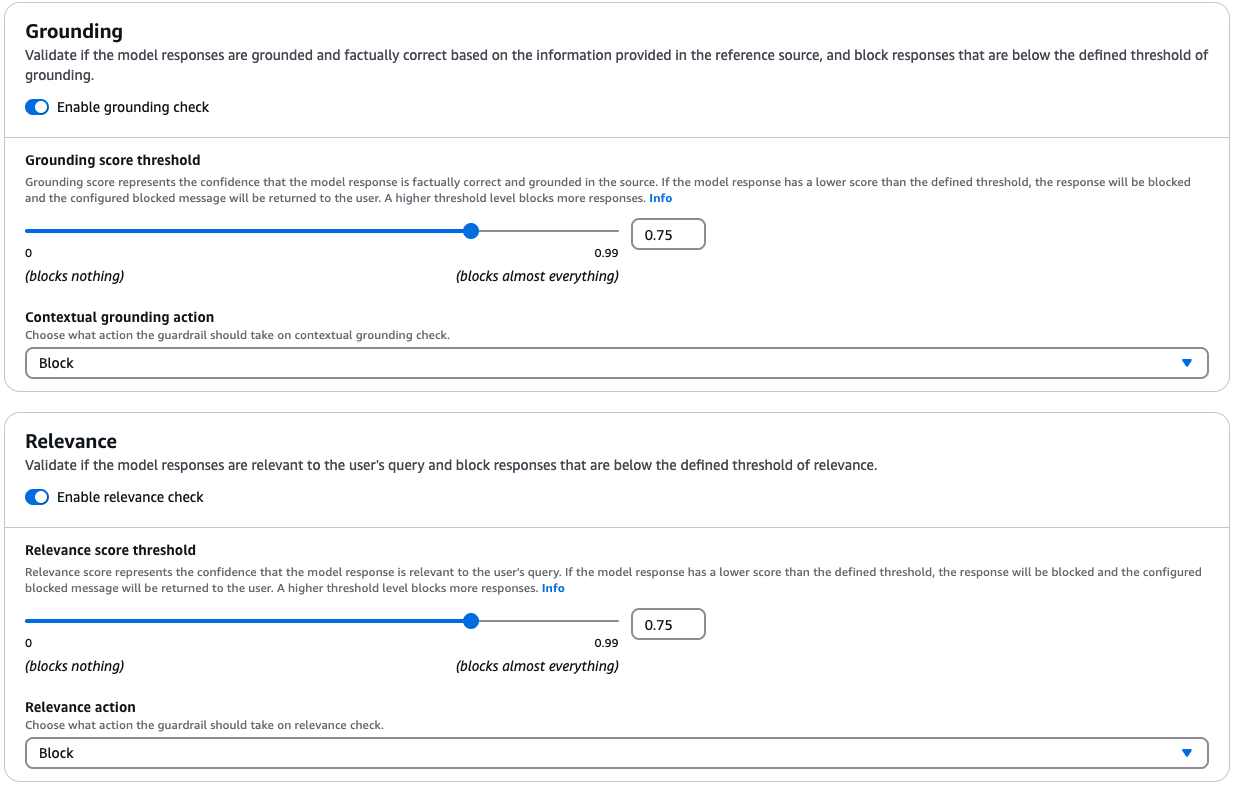 Grounding
Validate if the model responses are grounded and factually correct based on the information provided in the reference source, and block responses that are below the defined threshold of
grounding.
Enable grounding check
Grounding score threshold
Grounding score represents the confidence that the model response is factually correct and grounded in the source. If the model response has a lower score than the defined threshold, the response will be blocked
and the configured blocked message will be returned to the user. A higher threshold level blocks more responses. Info
0.75
0 0.99
(blocks nothing) (blocks almost everything)
Contextual grounding action
Choose what action the guardrail should take on contextual grounding check.
Block
Relevance
Validate if the model responses are relevant to the user's query and block responses that are below the defined threshold of relevance.
Enable relevance check
Relevance score threshold
Relevance score represents the confidence that the model response is relevant to the user's query. If the model response has a lower score than the defined threshold, the response will be blocked and the configured
blocked message will be returned to the user. A higher threshold level blocks more responses. Info
0.75
0 0.99
(blocks nothing) (blocks almost everything)
Relevance action
Choose what action the guardrail should take on relevance check.
Block